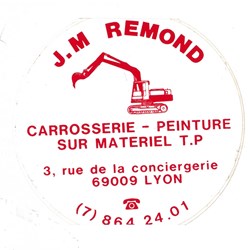 J.M REMOND
CARROSSERIE - PEINTURE
SUR MATERIEL T.P
3, rue de la conciergerie
69009 LYON
☎
(7) 864 24.01